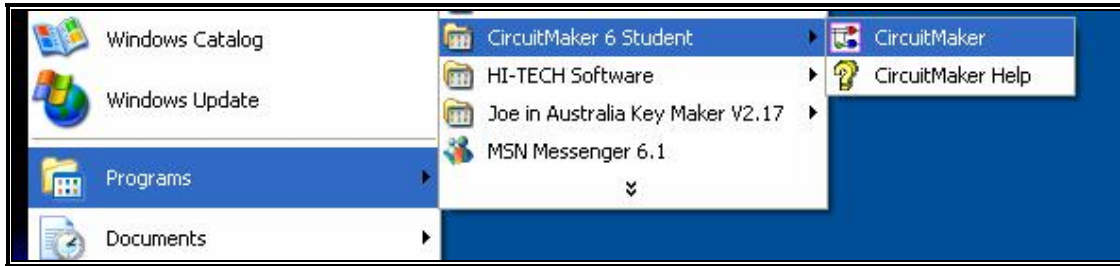 Windows Catalog
Windows Update
Programs
Documents
CircuitMaker 6 Student
HI-TECH Software
Joe in Australia Key Maker V2.17
MSN Messenger 6.1
CircuitMaker
CircuitMaker Help